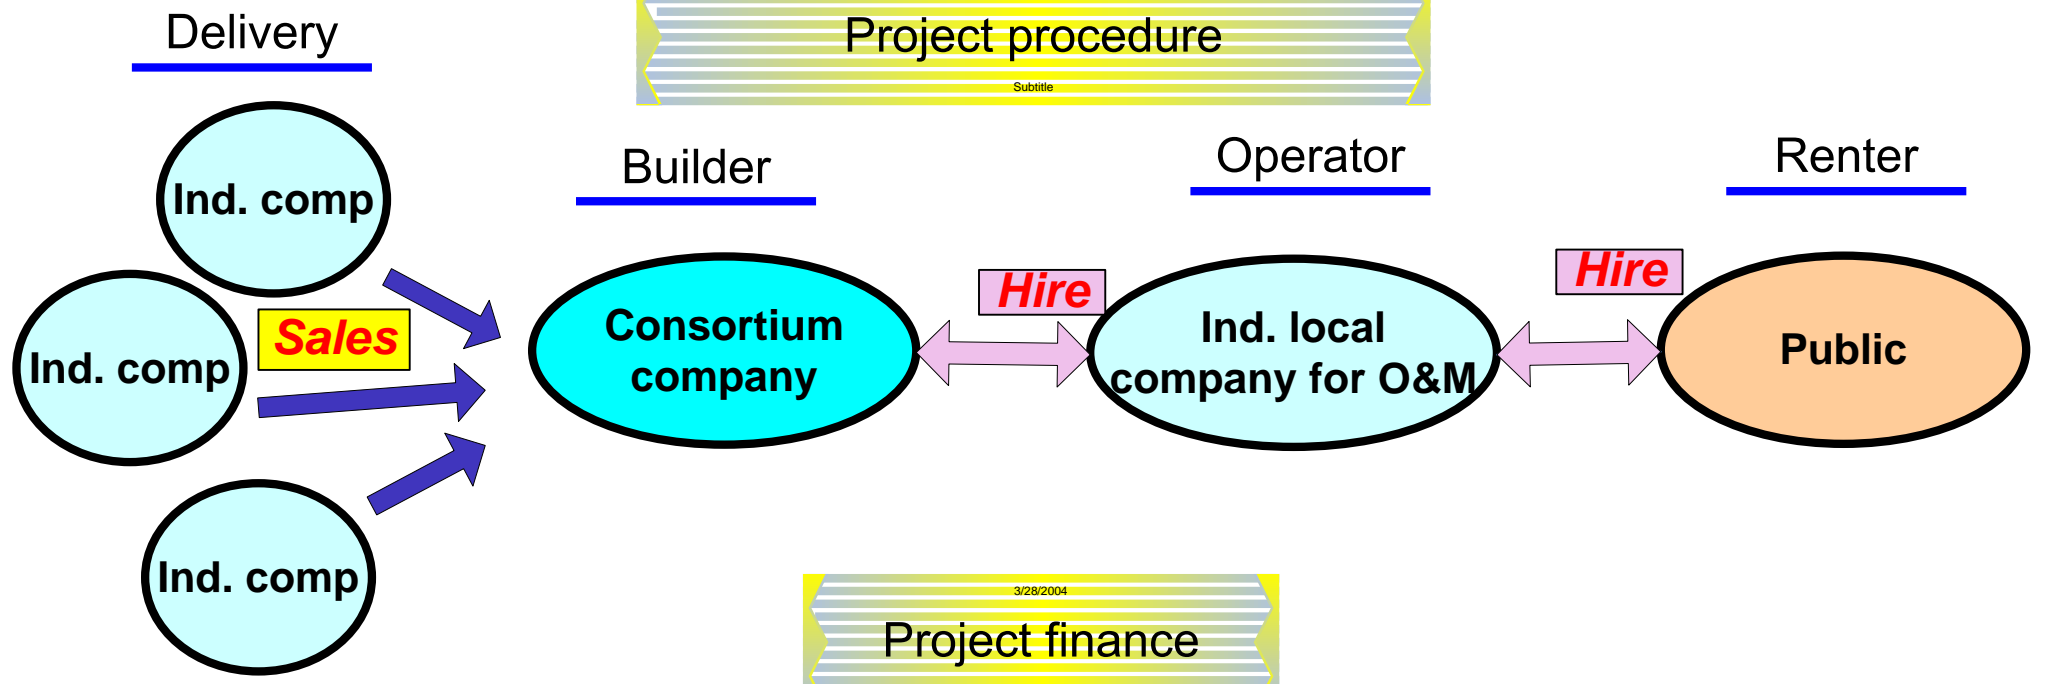 Delivery
Project procedure
Subtitle
Builder
Operator
Renter
Ind. comp
Ind. comp
Ind. comp
Sales
Consortium
company
Hire
Ind. local
company for O&M
Hire
Public
3/28/2004
Project finance